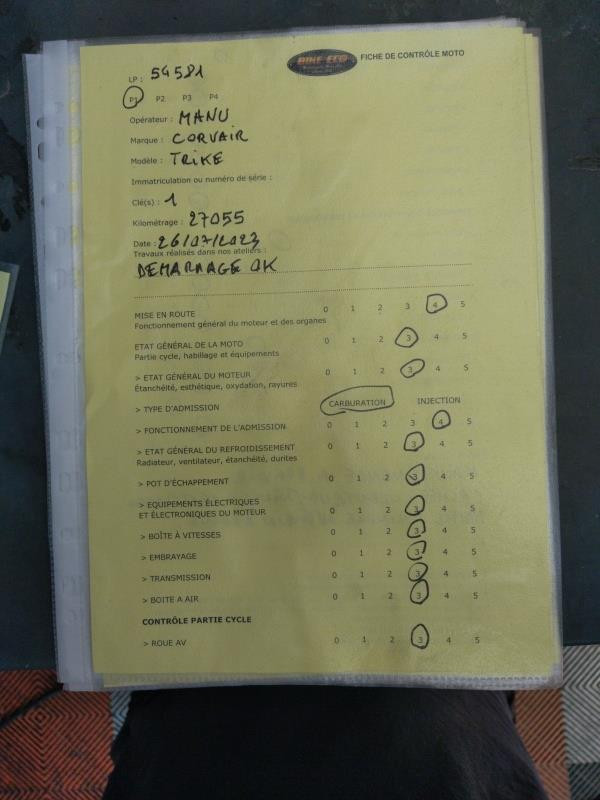 BIKE ECO
FICHE DE CONTRÔLE MOTO
LP : 54581
P1 P2 P3 P4
Opérateur : MANU
Marque : CORVAIR
Modèle : TRIKE
Immatriculation ou numéro de série :
Clé(s) : 1
Kilométrage : 27055
Date : 26/07/2023
Travaux réalisés dans nos ateliers :
DEMARRAGE OK
MISE EN ROUTE 0 1 2 3 4 5
Fonctionnement général du moteur et des organes
ETAT GÉNÉRAL DE LA MOTO 0 1 2 3 4 5
Partie cycle, habillage et équipements
> ETAT GÉNÉRAL DU MOTEUR 0 1 2 3 4 5
Étanchéité, esthétique, oxydation, rayures
> TYPE D'ADMISSION CARBURATION INJECTION
> FONCTIONNEMENT DE L'ADMISSION 0 1 2 3 4 5
> ETAT GÉNÉRAL DU REFROIDISSEMENT 0 1 2 3 4 5
Radiateur, ventilateur, étanchéité, durites
> POT D'ÉCHAPPEMENT 0 1 2 3 4 5
> EQUIPEMENTS ÉLECTRIQUES 0 1 2 3 4 5
ET ÉLECTRONIQUES DU MOTEUR
> BOÎTE À VITESSES 0 1 2 3 4 5
> EMBRAYAGE 0 1 2 3 4 5
> TRANSMISSION 0 1 2 3 4 5
> BOITE A AIR 0 1 2 3 4 5
CONTRÔLE PARTIE CYCLE
> ROUE AV 0 1 2 3 4 5